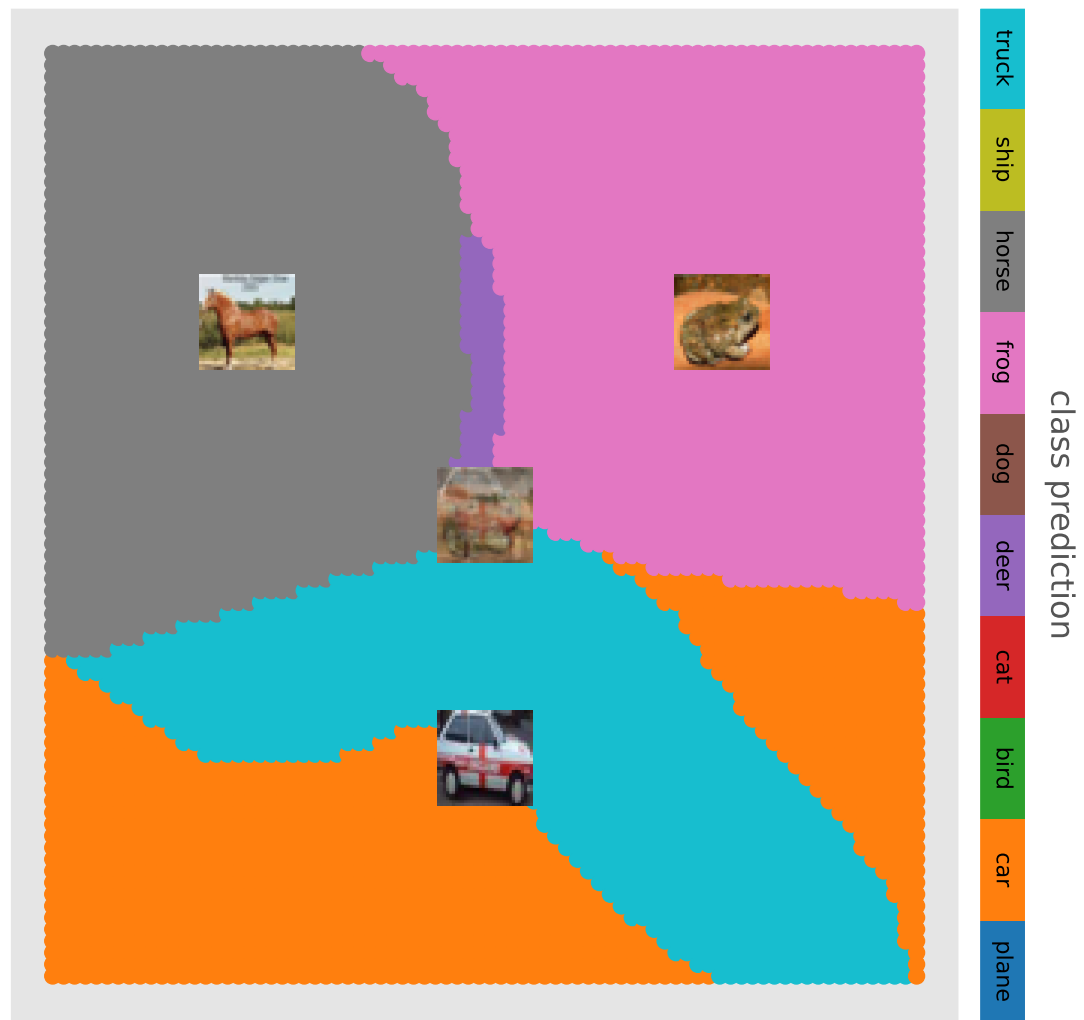 truck
ship
horse
frog
dog
deer
cat
bird
car
plane
class prediction